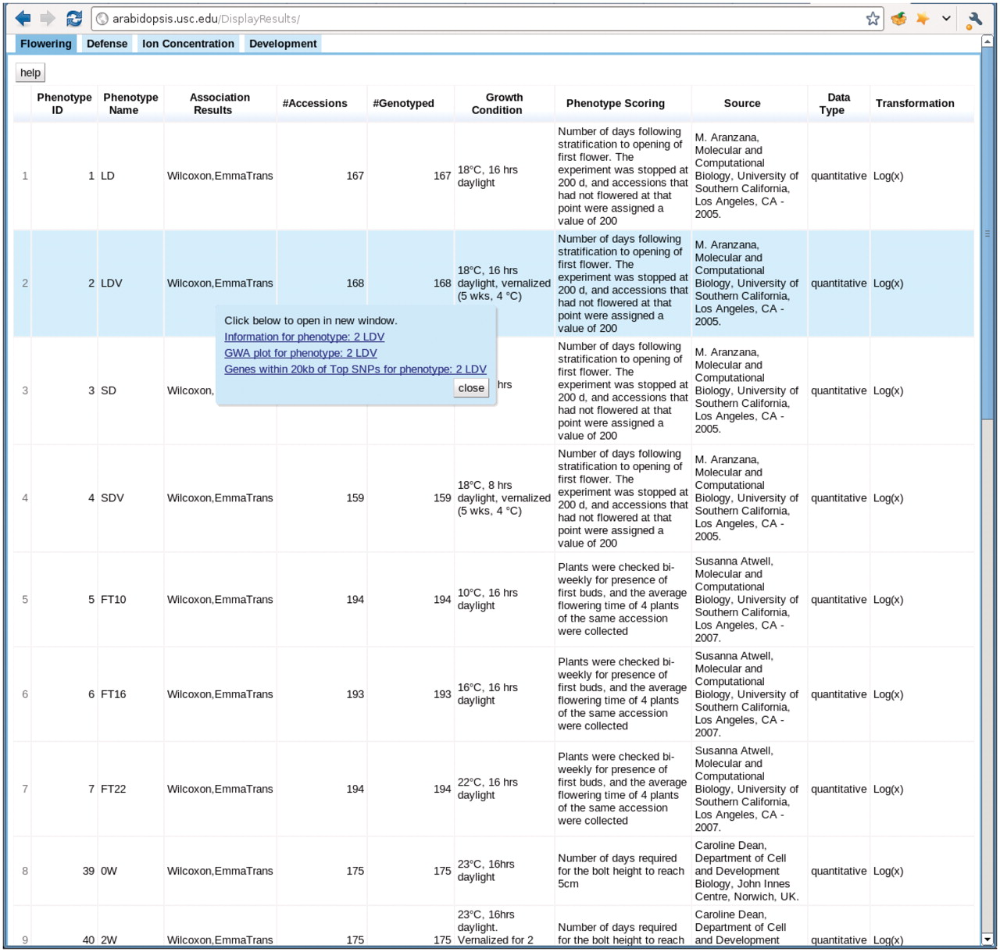 arabidopsis.usc.edu/DisplayResults/
Flowering Defense Ion Concentration Development
help
Phenotype ID Phenotype Name Association Results #Accessions #Genotyped Growth Condition Phenotype Scoring Source Data Type Transformation
1 1 LD Wilcoxon,EmmaTrans 167 167
18°C, 16 hrs
daylight
Number of days following
stratification to opening of
first flower. The
experiment was stopped at
200 d, and accessions that
had not flowered at that
point were assigned a
value of 200
M. Aranzana,
Molecular and
Computational
Biology, University of
Southern California,
Los Angeles, CA -
2005.
quantitative Log(x)
2 2 LDV Wilcoxon,EmmaTrans 168 168
18°C, 16 hrs
daylight, vernalized
(5 wks, 4 °C)
Number of days following
stratification to opening of
first flower. The
experiment was stopped at
200 d, and accessions that
had not flowered at that
point were assigned a
value of 200
M. Aranzana,
Molecular and
Computational
Biology, University of
Southern California,
Los Angeles, CA -
2005.
quantitative Log(x)
Click below to open in new window.
Information for phenotype: 2 LDV
GWA plot for phenotype: 2 LDV
Genes within 20kb of Top SNPs for phenotype: 2 LDV
close
3 3 SD Wilcoxon,
hrs
Number of days following
stratification to opening of
first flower. The
experiment was stopped at
200 d, and accessions that
had not flowered at that
point were assigned a
value of 200
M. Aranzana,
Molecular and
Computational
Biology, University of
Southern California,
Los Angeles, CA -
2005.
quantitative Log(x)
4 4 SDV Wilcoxon,EmmaTrans 159 159
18°C, 8 hrs
daylight, vernalized
(5 wks, 4 °C)
Number of days following
stratification to opening of
first flower. The
experiment was stopped at
200 d, and accessions that
had not flowered at that
point were assigned a
value of 200
M. Aranzana,
Molecular and
Computational
Biology, University of
Southern California,
Los Angeles, CA -
2005.
quantitative Log(x)
5 5 FT10 Wilcoxon,EmmaTrans 194 194
10°C, 16 hrs
daylight
Plants were checked bi-
weekly for presence of
first buds, and the average
flowering time of 4 plants
of the same accession
were collected
Susanna Atwell,
Molecular and
Computational
Biology, University of
Southern California,
Los Angeles, CA -
2007.
quantitative Log(x)
6 6 FT16 Wilcoxon,EmmaTrans 193 193
16°C, 16 hrs
daylight
Plants were checked bi-
weekly for presence of
first buds, and the average
flowering time of 4 plants
of the same accession
were collected
Susanna Atwell,
Molecular and
Computational
Biology, University of
Southern California,
Los Angeles, CA -
2007.
quantitative Log(x)
7 7 FT22 Wilcoxon,EmmaTrans 194 194
22°C, 16 hrs
daylight
Plants were checked bi-
weekly for presence of
first buds, and the average
flowering time of 4 plants
of the same accession
were collected
Susanna Atwell,
Molecular and
Computational
Biology, University of
Southern California,
Los Angeles, CA -
2007.
quantitative Log(x)
8 39 0W Wilcoxon,EmmaTrans 175 175
23°C, 16hrs
daylight
Number of days required
for the bolt height to reach
5cm
Caroline Dean,
Department of Cell
and Development
Biology, John Innes
Centre, Norwich, UK.
quantitative Log(x)
9 40 2W Wilcoxon,EmmaTrans 175 175
23°C, 16hrs
daylight.
Vernalized for 2
Number of days required
for the bolt height to reach
Caroline Dean,
Department of Cell
and Development
quantitative Log(x)